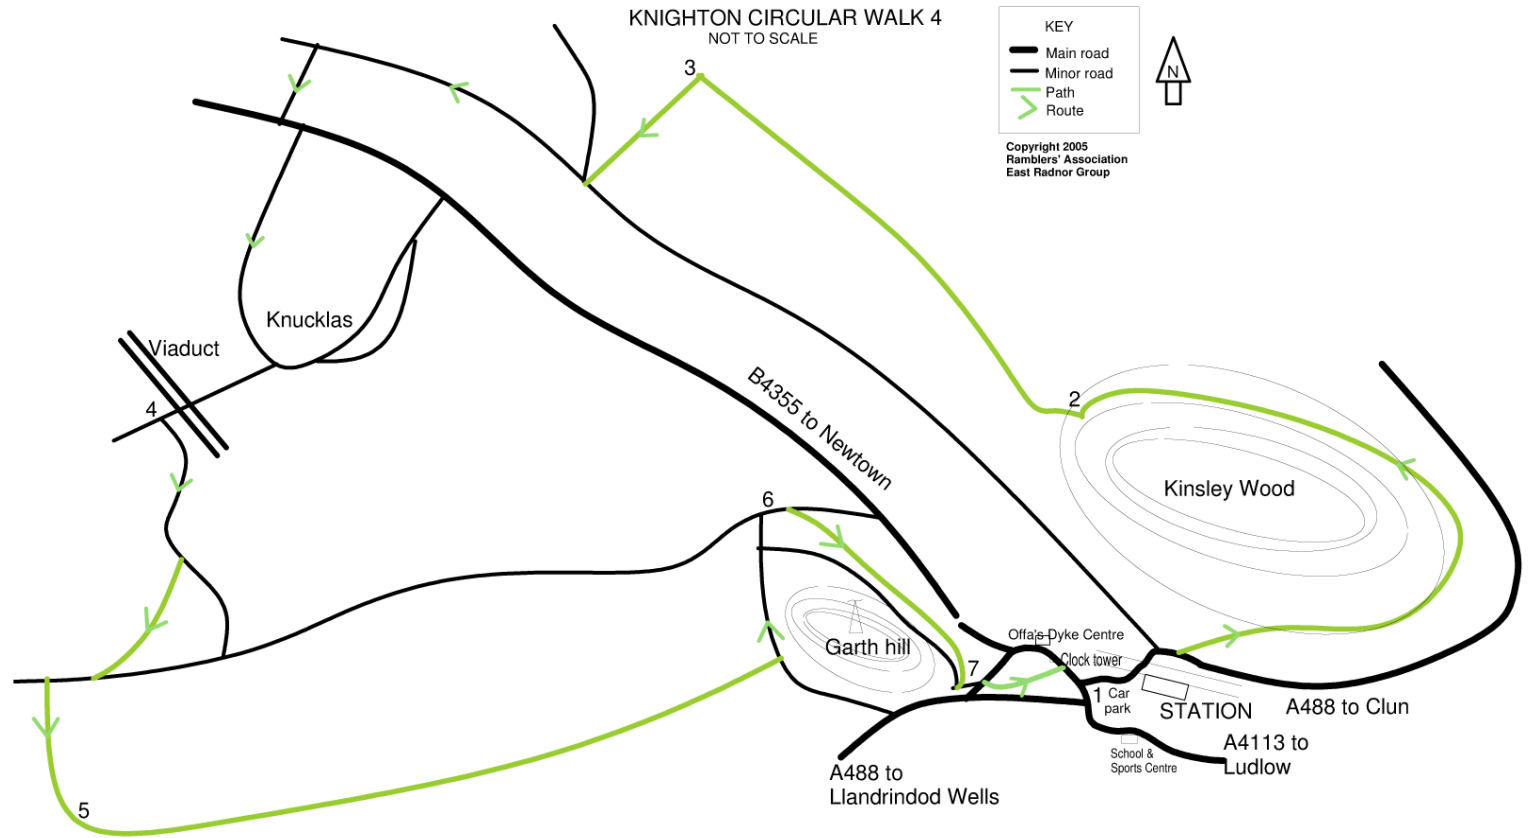 KNIGHTON CIRCULAR WALK 4
NOT TO SCALE
KEY
Main road
Minor road
Path
Route
N
Copyright 2005
Ramblers' Association
East Radnor Group
3
Knucklas
Viaduct
4
B4355 to Newtown
2
Kinsley Wood
6
Offa's Dyke Centre
Garth hill
Clock tower
7
1
Car
park
STATION
A488 to Clun
School &
Sports Centre
A4113 to
Ludlow
A488 to
Llandrindod Wells
5